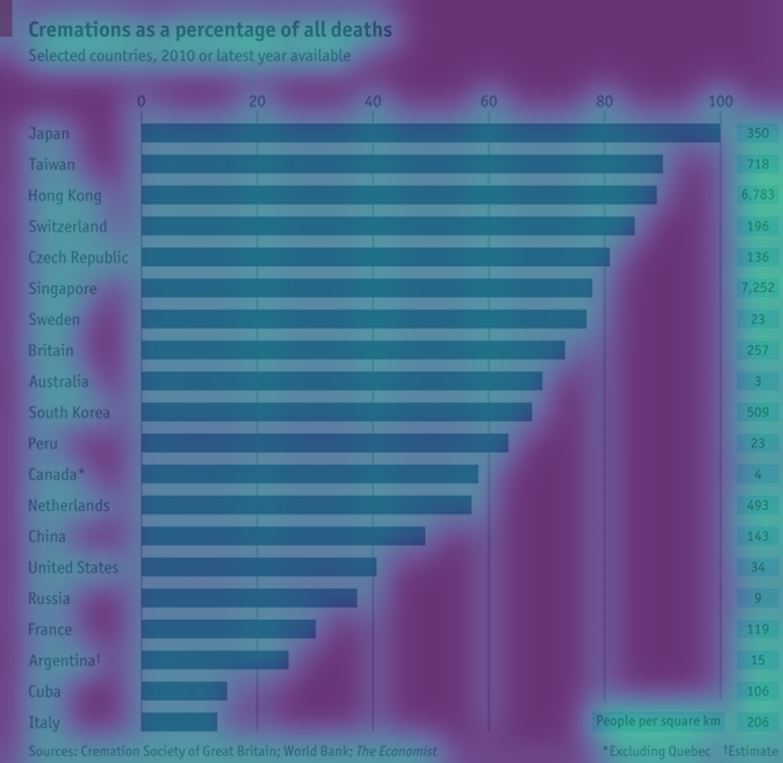 Cremations as a percentage of all deaths
Selected countries, 2010 or latest year available
0 20 40 60 80 100
Japan 350
Taiwan 718
Hong Kong 6,783
Switzerland 196
Czech Republic 136
Singapore 7,252
Sweden 23
Britain 257
Australia 3
South Korea 509
Peru 23
Canada* 4
Netherlands 493
China 143
United States 34
Russia 9
France 119
Argentina† 15
Cuba 106
Italy People per square km 206
Sources: Cremation Society of Great Britain; World Bank; The Economist *Excluding Quebec †Estimate